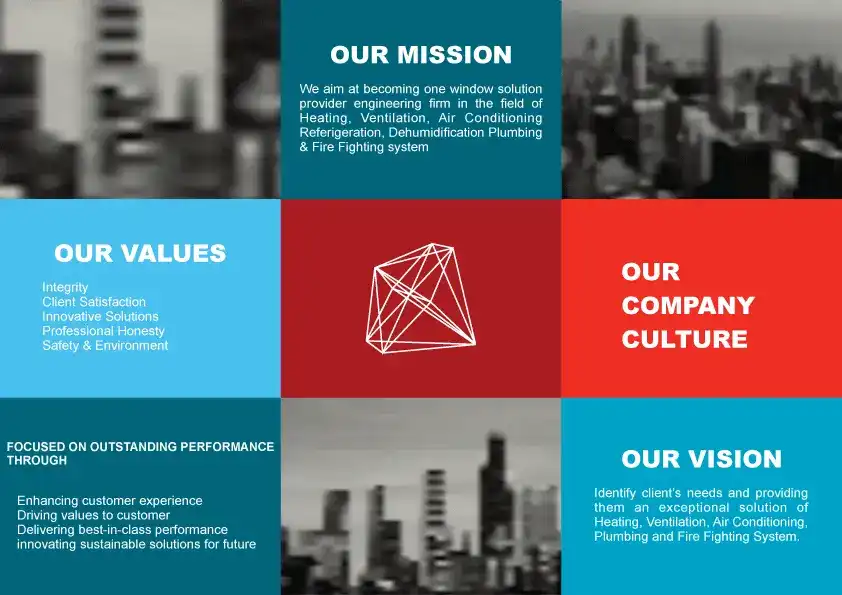 OUR MISSION
We aim at becoming one window solution
provider engineering firm in the field of
Heating, Ventilation, Air Conditioning
Referigeration, Dehumidification Plumbing
& Fire Fighting system
OUR VALUES
Integrity
Client Satisfaction
Innovative Solutions
Professional Honesty
Safety & Environment
OUR
COMPANY
CULTURE
FOCUSED ON OUTSTANDING PERFORMANCE
THROUGH
Enhancing customer experience
Driving values to customer
Delivering best-in-class performance
innovating sustainable solutions for future
OUR VISION
Identify client's needs and providing
them an exceptional solution of
Heating, Ventilation, Air Conditioning,
Plumbing and Fire Fighting System.